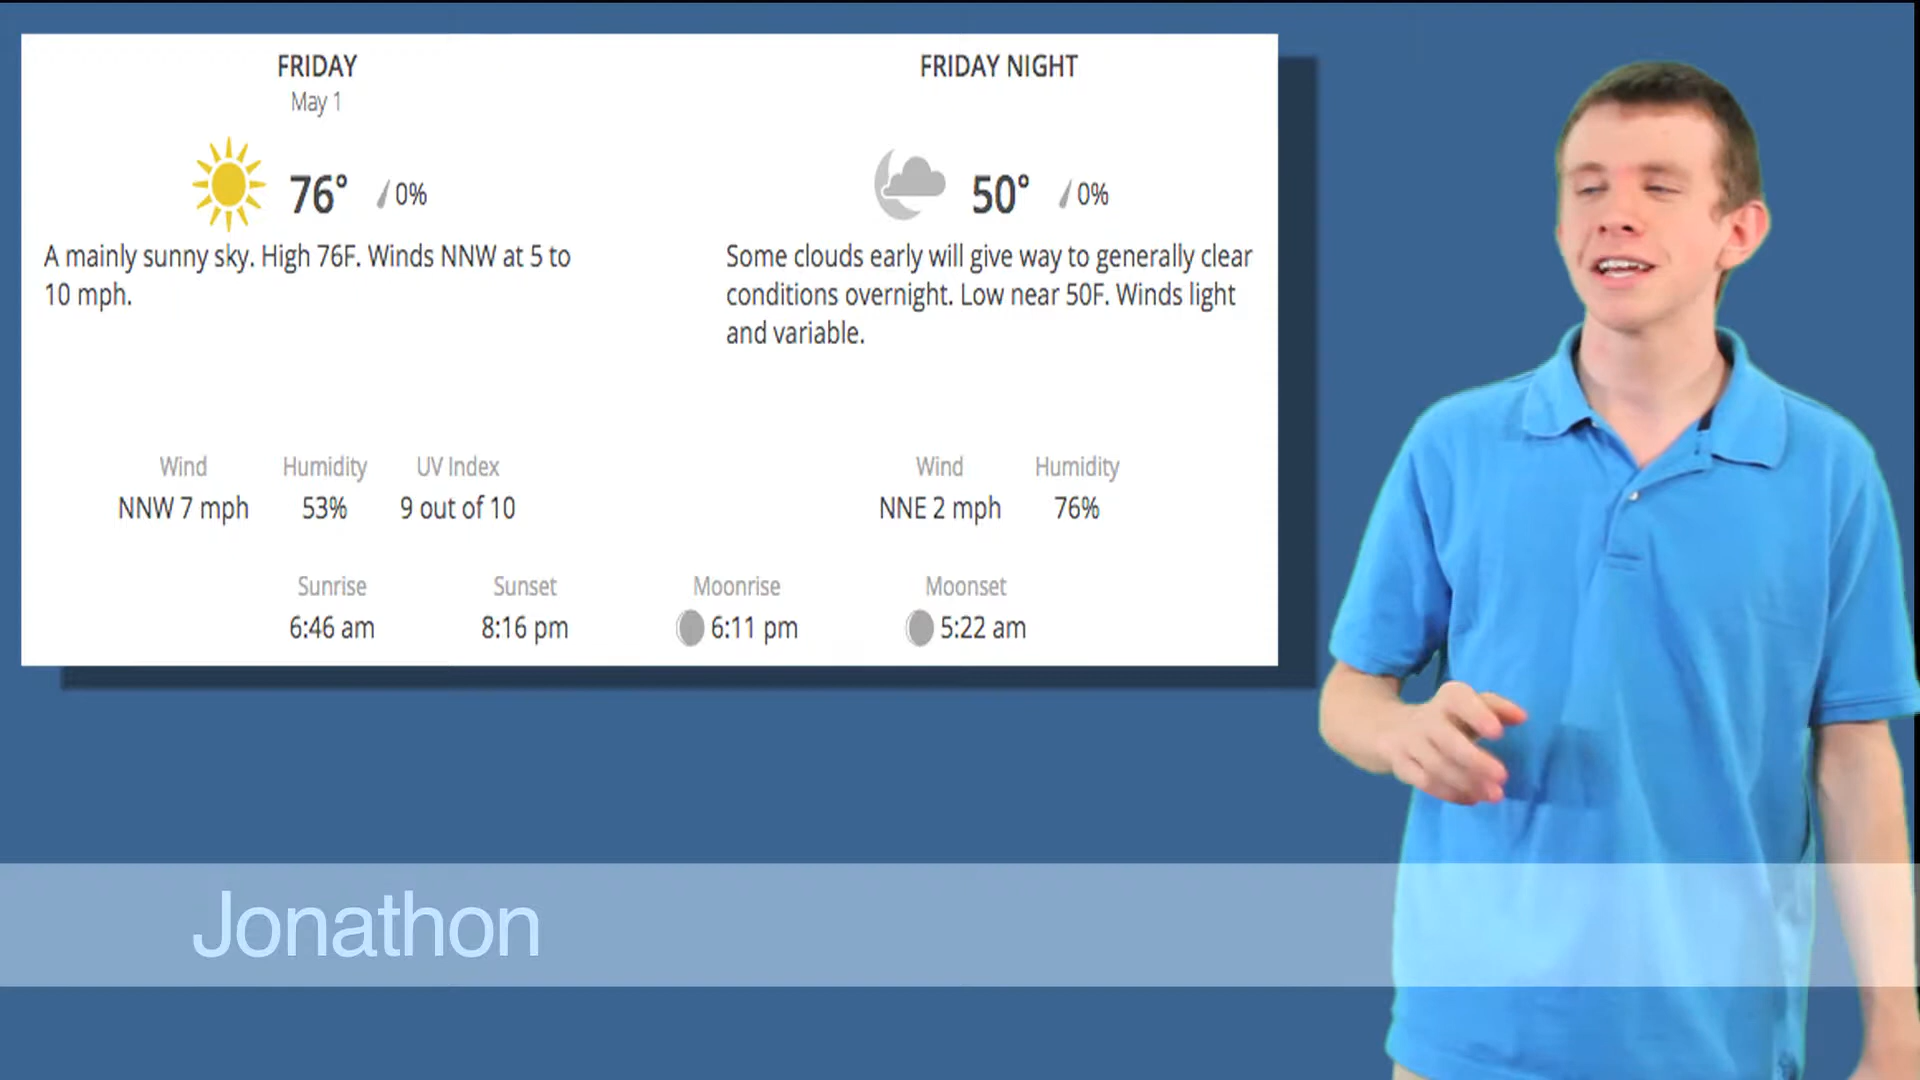 FRIDAY
May 1
76° 0%
A mainly sunny sky. High 76F. Winds NNW at 5 to
10 mph.
FRIDAY NIGHT
50° 0%
Some clouds early will give way to generally clear
conditions overnight. Low near 50F. Winds light
and variable.
Wind Humidity UV Index
NNW 7 mph 53% 9 out of 10
Wind Humidity
NNE 2 mph 76%
Sunrise Sunset Moonrise Moonset
6:46 am 8:16 pm 6:11 pm 5:22 am
Jonathon